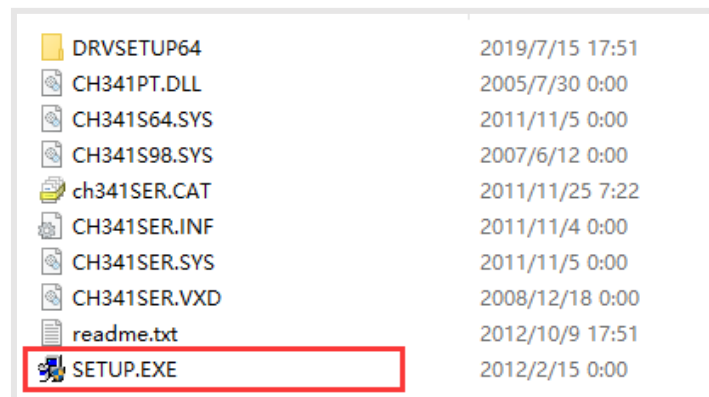 DRVSETUP64 2019/7/15 17:51
CH341PT.DLL 2005/7/30 0:00
CH341S64.SYS 2011/11/5 0:00
CH341S98.SYS 2007/6/12 0:00
ch341SER.CAT 2011/11/25 7:22
CH341SER.INF 2011/11/4 0:00
CH341SER.SYS 2011/11/5 0:00
CH341SER.VXD 2008/12/18 0:00
readme.txt 2012/10/9 17:51
SETUP.EXE 2012/2/15 0:00